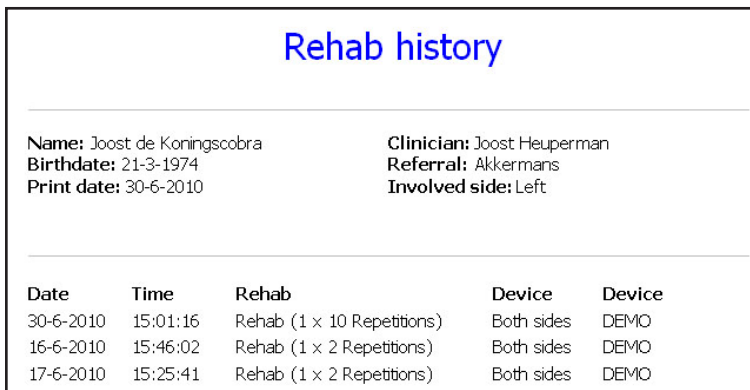 Rehab history
Name: Joost de Koningscobra Clinician: Joost Heuperman
Birthdate: 21-3-1974 Referral: Akkermans
Print date: 30-6-2010 Involved side: Left
Date Time Rehab Device Device
30-6-2010 15:01:16 Rehab (1 x 10 Repetitions) Both sides DEMO
16-6-2010 15:46:02 Rehab (1 x 2 Repetitions) Both sides DEMO
17-6-2010 15:25:41 Rehab (1 x 2 Repetitions) Both sides DEMO